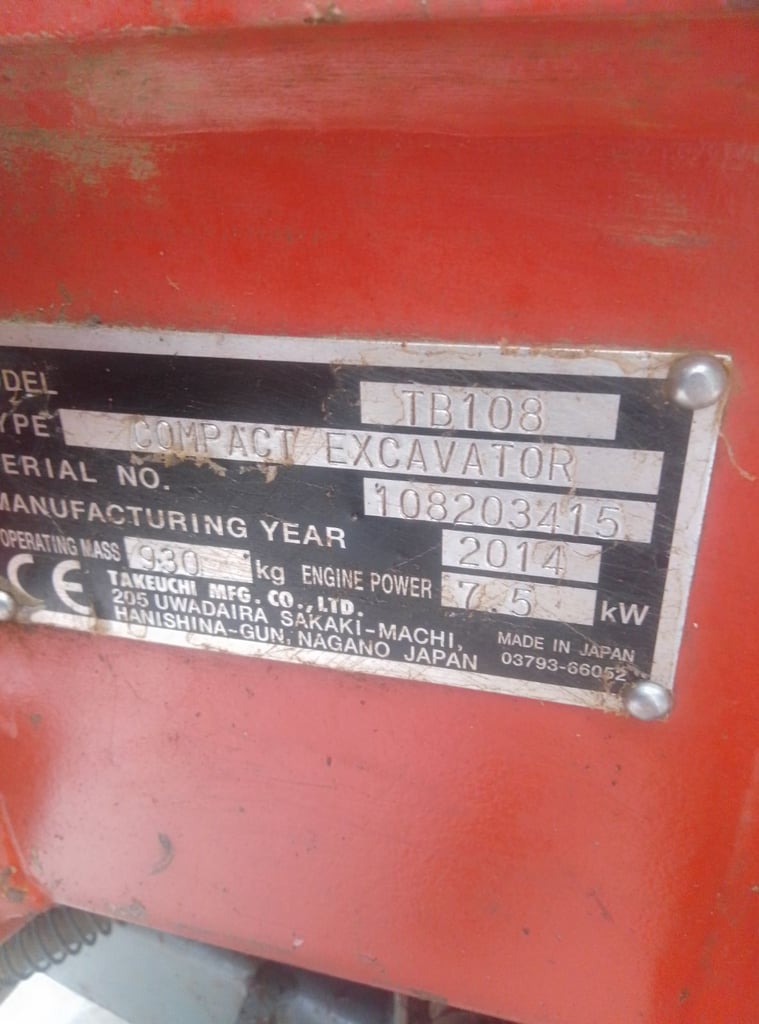 ODEL TB108
YPE COMPACT EXCAVATOR
ERIAL NO. 108203415
MANUFACTURING YEAR 2014
OPERATING MASS 930 kg ENGINE POWER 7.5 kW
CE
TAKEUCHI MFG. CO., LTD.
205 UWADAIRA SAKAKI-MACHI,
HANISHINA-GUN, NAGANO JAPAN
MADE IN JAPAN
03793-66052